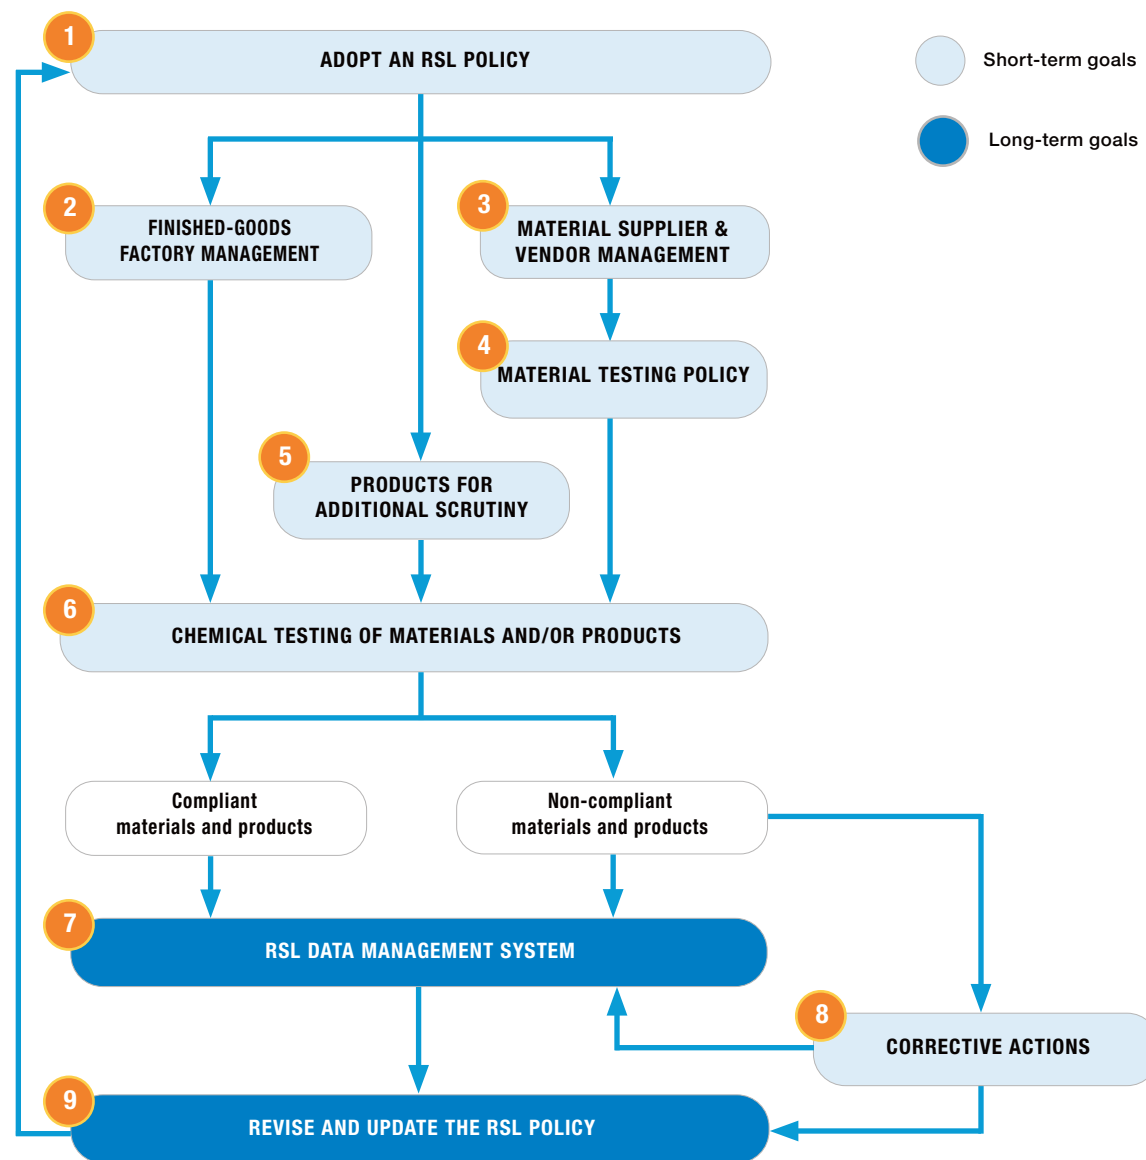 1
ADOPT AN RSL POLICY
Short-term goals
Long-term goals
2
FINISHED-GOODS
FACTORY MANAGEMENT
3
MATERIAL SUPPLIER &
VENDOR MANAGEMENT
4
MATERIAL TESTING POLICY
5
PRODUCTS FOR
ADDITIONAL SCRUTINY
6
CHEMICAL TESTING OF MATERIALS AND/OR PRODUCTS
Compliant
materials and products
Non-compliant
materials and products
7
RSL DATA MANAGEMENT SYSTEM
8
CORRECTIVE ACTIONS
9
REVISE AND UPDATE THE RSL POLICY